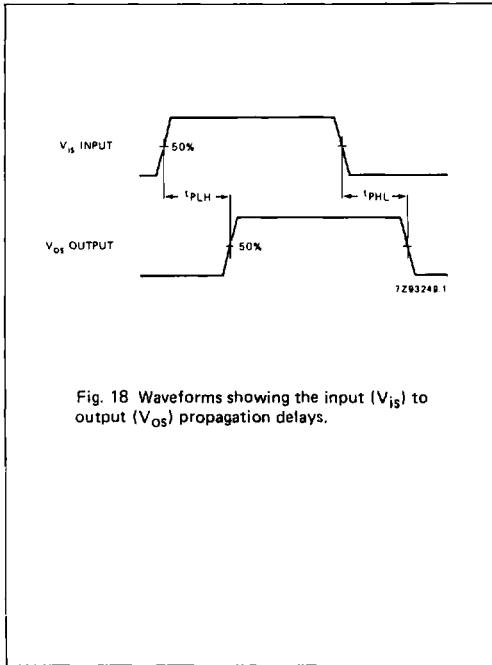 V_is INPUT
50%
t_PLH
t_PHL
V_os OUTPUT
50%
7Z93249.1
Fig. 18 Waveforms showing the input (V_is) to
output (V_os) propagation delays.